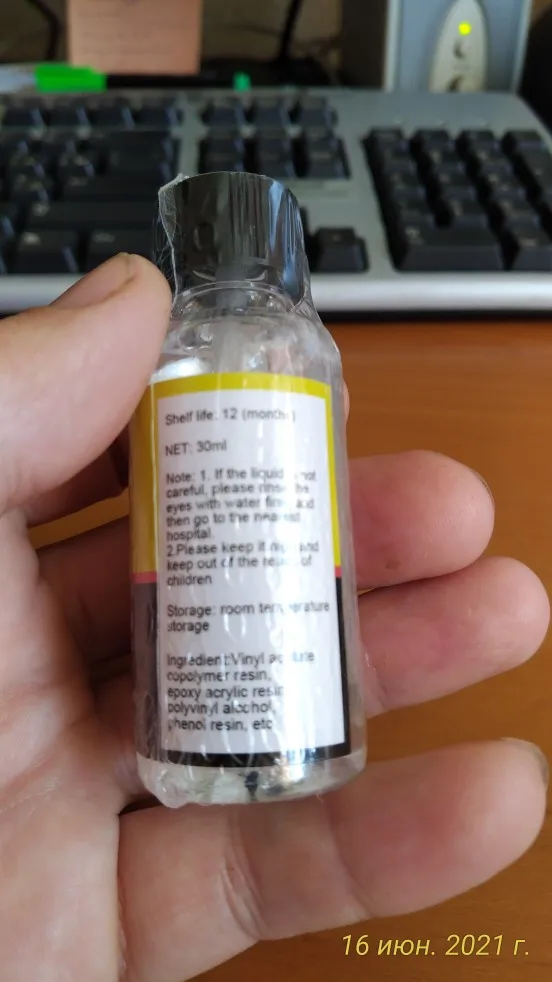 Shelf life: 12 (months)
NET: 30ml
Note: 1. If the liquid is not
careful, please rinse the
eyes with water first and
then go to the nearest
hospital.
2.Please keep it and
keep out of the reach of
children
Storage: room temperature
storage
Ingredient:Vinyl acetate
copolymer resin,
epoxy acrylic resin
polyvinyl alcohol,
phenol resin, etc
16 июн. 2021 г.